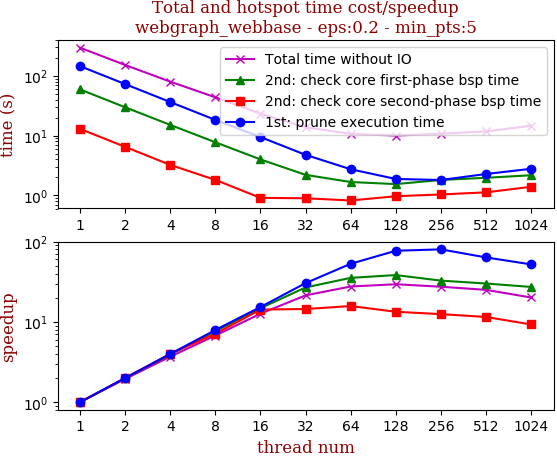 Total and hotspot time cost/speedup
webgraph_webbase - eps:0.2 - min_pts:5
time (s)
10²
10¹
10⁰
Total time without IO
2nd: check core first-phase bsp time
2nd: check core second-phase bsp time
1st: prune execution time
1 2 4 8 16 32 64 128 256 512 1024
speedup
10²
10¹
10⁰
1 2 4 8 16 32 64 128 256 512 1024
thread num